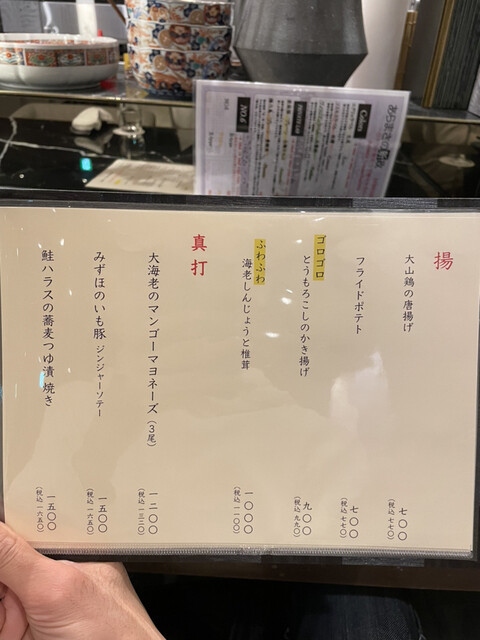 揚
大山鶏の唐揚げ
七〇〇
(税込 七七〇)
フライドポテト
七〇〇
(税込 七七〇)
ゴロゴロ
とうもろこしのかき揚げ
九〇〇
(税込 九九〇)
ふわふわ
海老しんじょうと椎茸
一〇〇〇
(税込 一一〇〇)
真打
大海老のマンゴーマヨネーズ(3尾)
一二〇〇
(税込 一三二〇)
みずほのいも豚 ジンジャーソテー
一五〇〇
(税込 一六五〇)
鮭ハラスの蕎麦つゆ漬 焼き
一五〇〇
(税込 一六五〇)
NO.6